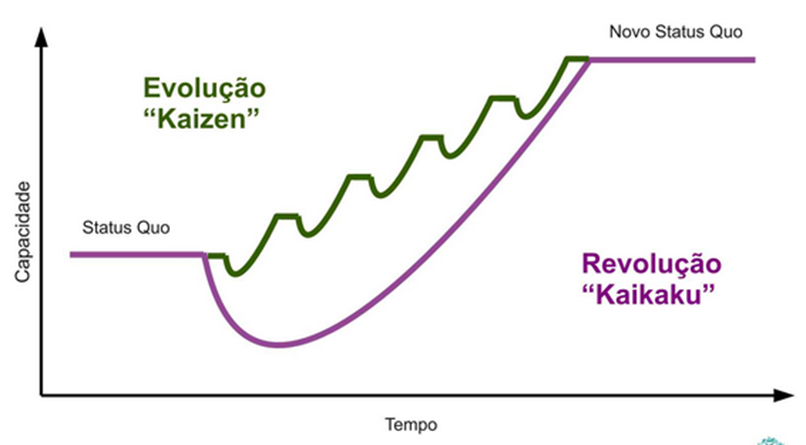 Novo Status Quo
Evolução
“Kaizen”
Status Quo
Capacidade
Revolução
“Kaikaku”
Tempo